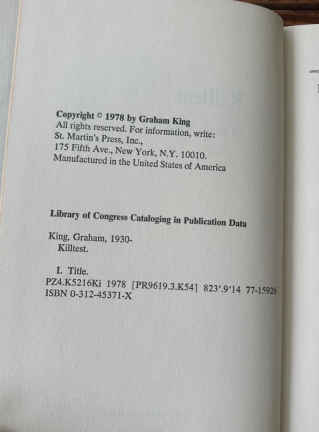 Copyright © 1978 by Graham King
All rights reserved. For information, write:
St. Martin's Press, Inc.,
175 Fifth Ave., New York, N.Y. 10010.
Manufactured in the United States of America
Library of Congress Cataloging in Publication Data
King, Graham, 1930-
Killtest.
I. Title.
PZ4.K5216Ki 1978 [PR9619.3.K54] 823'.9'14 77-15928
ISBN 0-312-45371-X